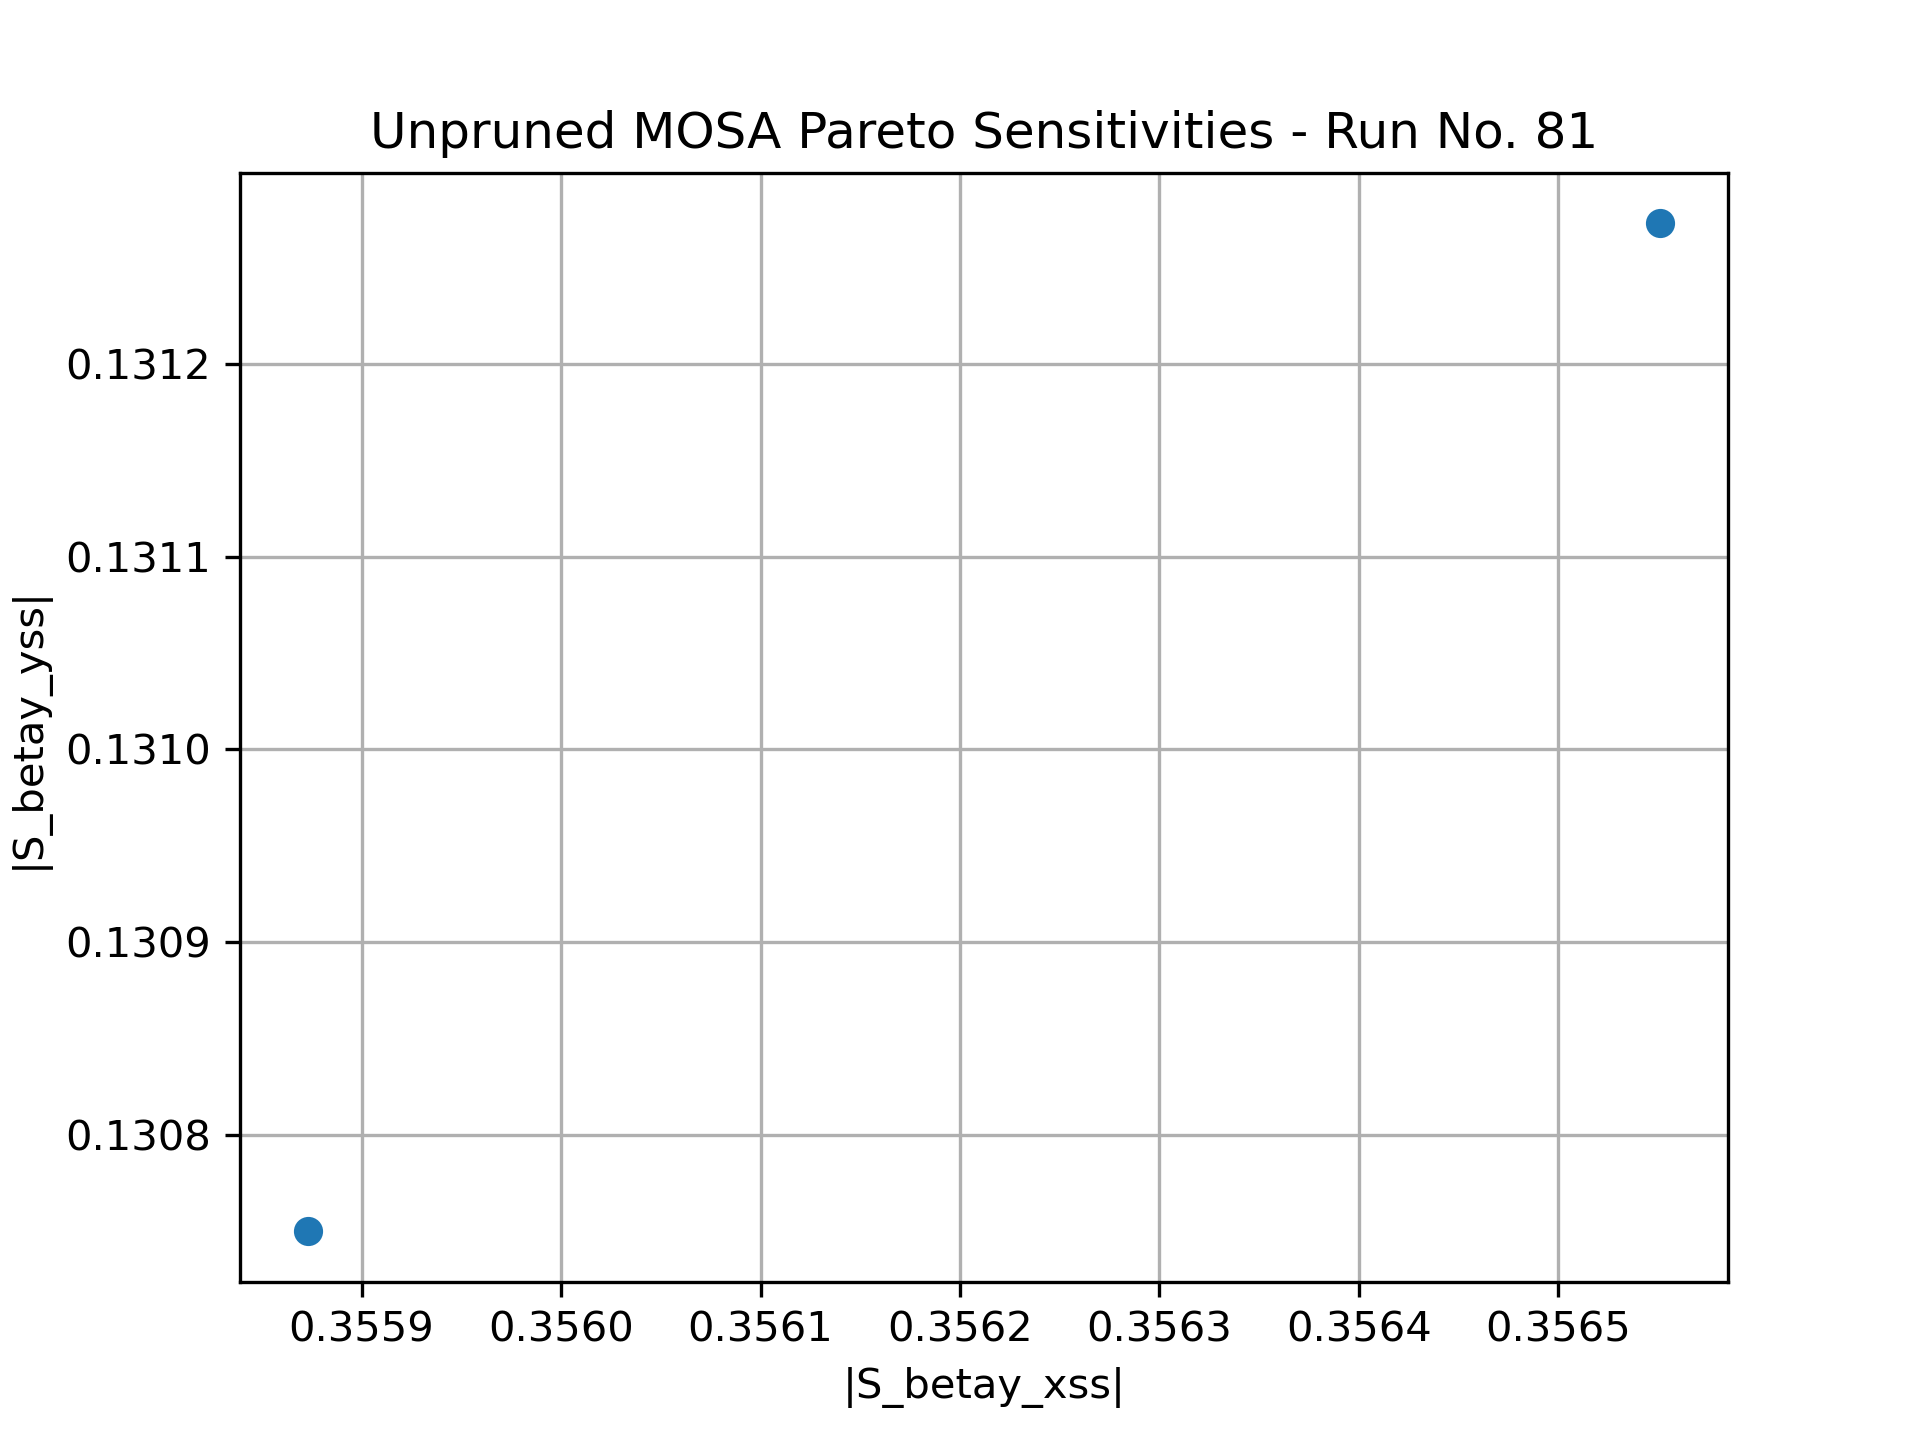 Unpruned MOSA Pareto Sensitivities - Run No. 81
|S_betay_yss|
0.1312
0.1311
0.1310
0.1309
0.1308
0.3559 0.3560 0.3561 0.3562 0.3563 0.3564 0.3565
|S_betay_xss|